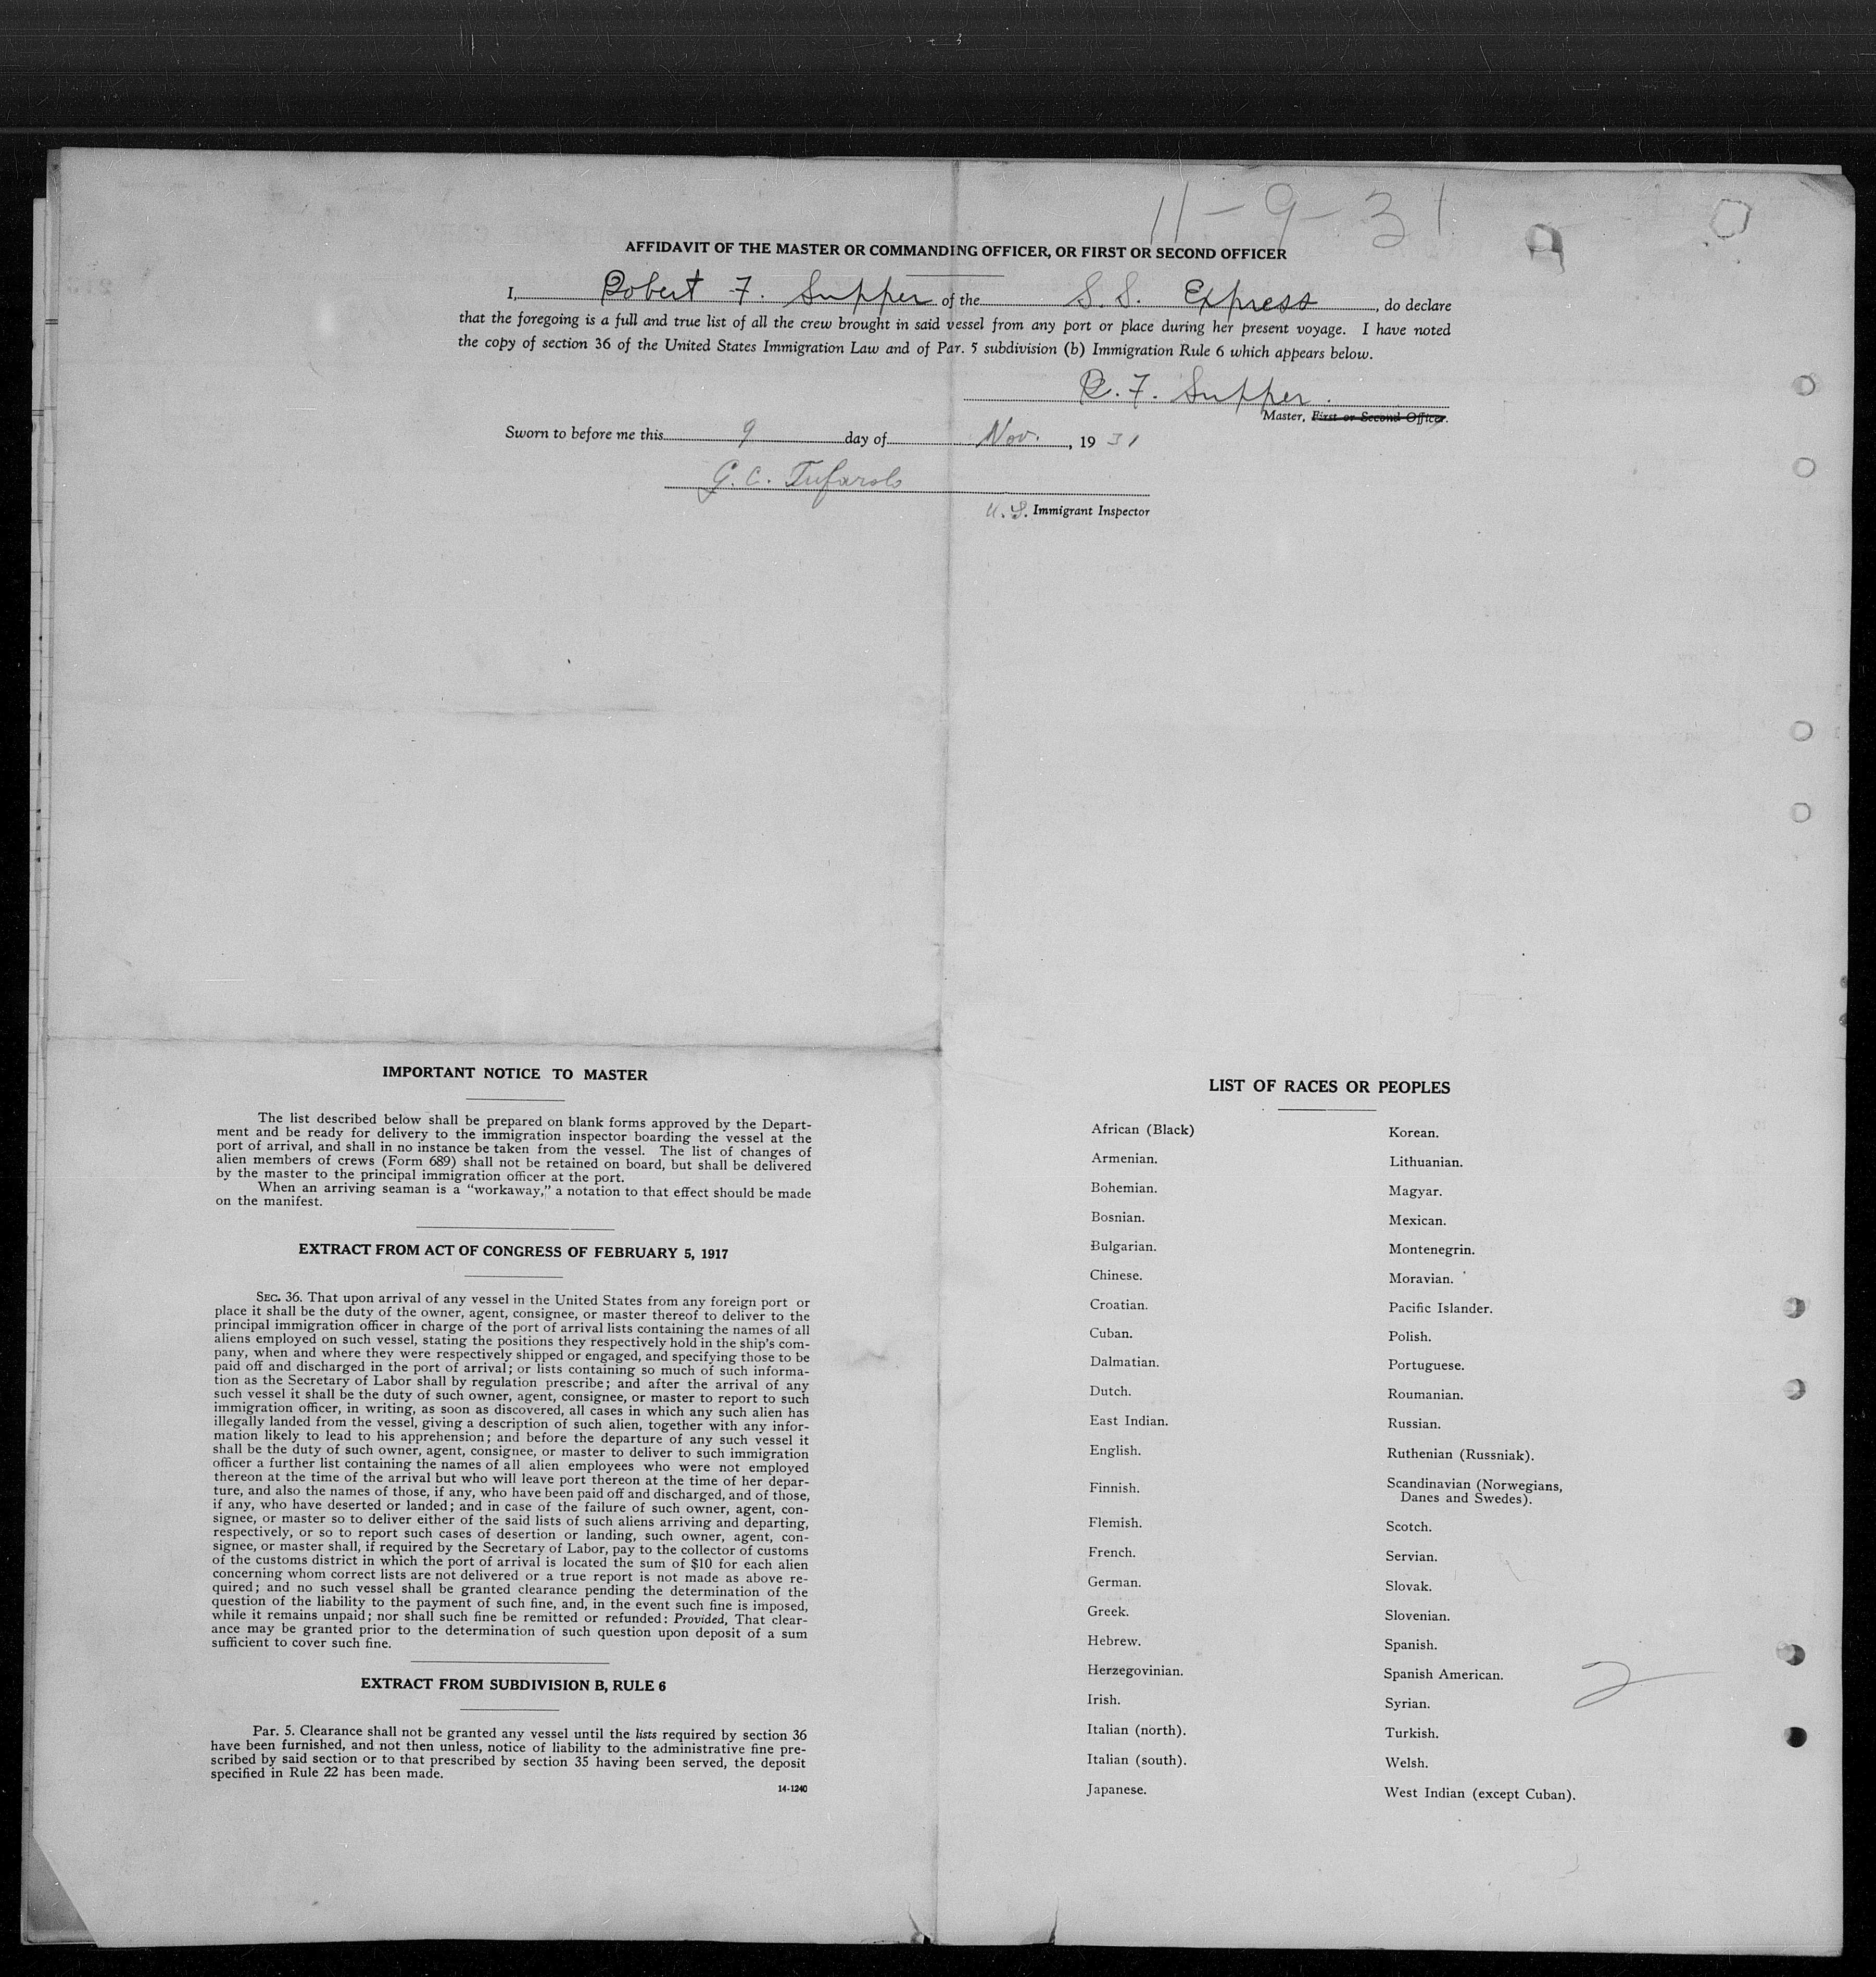 11-9-31
AFFIDAVIT OF THE MASTER OR COMMANDING OFFICER, OR FIRST OR SECOND OFFICER
I, Robert F. Supper of the S. S. Express, do declare
that the foregoing is a full and true list of all the crew brought in said vessel from any port or place during her present voyage. I have noted
the copy of section 36 of the United States Immigration Law and of Par. 5 subdivision (b) Immigration Rule 6 which appears below.
R. F. Supper.
Master, First or Second Officer.
Sworn to before me this 9 day of Nov., 1931
G. C.
U. S. Immigrant Inspector
IMPORTANT NOTICE TO MASTER
The list described below shall be prepared on blank forms approved by the Depart-
ment and be ready for delivery to the immigration inspector boarding the vessel at the
port of arrival, and shall in no instance be taken from the vessel. The list of changes of
alien members of crews (Form 689) shall not be retained on board, but shall be delivered
by the master to the principal immigration officer at the port.
When an arriving seaman is a "workaway," a notation to that effect should be made
on the manifest.
EXTRACT FROM ACT OF CONGRESS OF FEBRUARY 5, 1917
SEC. 36. That upon arrival of any vessel in the United States from any foreign port or
place it shall be the duty of the owner, agent, consignee, or master thereof to deliver to the
principal immigration officer in charge of the port of arrival lists containing the names of all
aliens employed on such vessel, stating the positions they respectively hold in the ship's com-
pany, when and where they were respectively shipped or engaged, and specifying those to be
paid off and discharged in the port of arrival; or lists containing so much of such informa-
tion as the Secretary of Labor shall by regulation prescribe; and after the arrival of any
such vessel it shall be the duty of such owner, agent, consignee, or master to report to such
immigration officer, in writing, as soon as discovered, all cases in which any such alien has
illegally landed from the vessel, giving a description of such alien, together with any infor-
mation likely to lead to his apprehension; and before the departure of any such vessel it
shall be the duty of such owner, agent, consignee, or master to deliver to such immigration
officer a further list containing the names of all alien employees who were not employed
thereon at the time of the arrival but who will leave port thereon at the time of her depar-
ture, and also the names of those, if any, who have been paid off and discharged, and of those,
if any, who have deserted or landed; and in case of the failure of such owner, agent, con-
signee, or master so to deliver either of the said lists of such aliens arriving and departing,
respectively, or so to report such cases of desertion or landing, such owner, agent, con-
signee, or master shall, if required by the Secretary of Labor, pay to the collector of customs
of the customs district in which the port of arrival is located the sum of $10 for each alien
concerning whom correct lists are not delivered or a true report is not made as above re-
quired; and no such vessel shall be granted clearance pending the determination of the
question of the liability to the payment of such fine, and, in the event such fine is imposed,
while it remains unpaid; nor shall such fine be remitted or refunded: Provided, That clear-
ance may be granted prior to the determination of such question upon deposit of a sum
sufficient to cover such fine.
EXTRACT FROM SUBDIVISION B, RULE 6
Par. 5. Clearance shall not be granted any vessel until the lists required by section 36
have been furnished, and not then unless, notice of liability to the administrative fine pre-
scribed by said section or to that prescribed by section 35 having been served, the deposit
specified in Rule 22 has been made.
14-1240
LIST OF RACES OR PEOPLES
African (Black)
Armenian.
Bohemian.
Bosnian.
Bulgarian.
Chinese.
Croatian.
Cuban.
Dalmatian.
Dutch.
East Indian.
English.
Finnish.
Flemish.
French.
German.
Greek.
Hebrew.
Herzegovinian.
Irish.
Italian (north).
Italian (south).
Japanese.
Korean.
Lithuanian.
Magyar.
Mexican.
Montenegrin.
Moravian.
Pacific Islander.
Polish.
Portuguese.
Roumanian.
Russian.
Ruthenian (Russniak).
Scandinavian (Norwegians,
Danes and Swedes).
Scotch.
Servian.
Slovak.
Slovenian.
Spanish.
Spanish American.
Syrian.
Turkish.
Welsh.
West Indian (except Cuban).
2